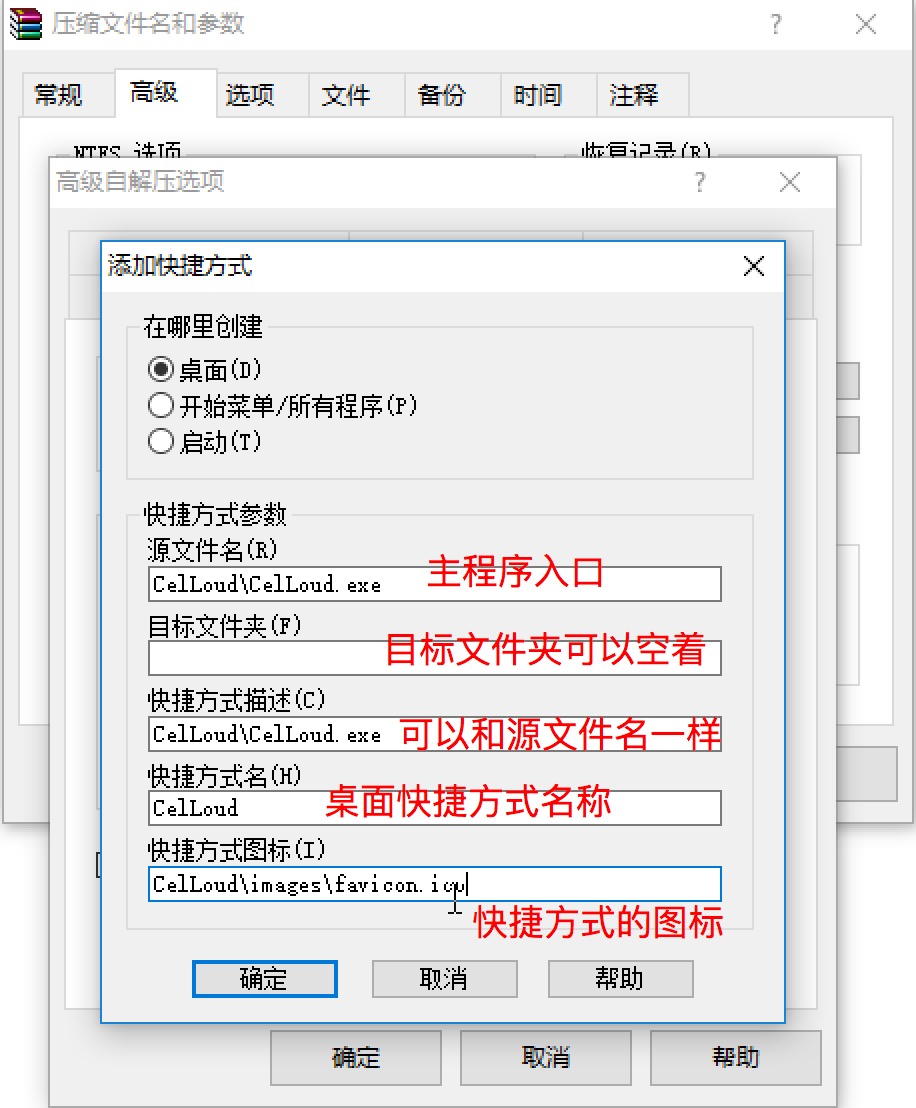 压缩文件名和参数
常规 高级 选项 文件 备份 时间 注释
NTFS 选项 恢复记录(R)
高级自解压选项
添加快捷方式
在哪里创建
桌面(D)
开始菜单/所有程序(P)
启动(T)
快捷方式参数
源文件名(R)
CelLoud\CelLoud.exe 主程序入口
目标文件夹(F)
目标文件夹可以空着
快捷方式描述(C)
CelLoud\CelLoud.exe 可以和源文件名一样
快捷方式名(H)
CelLoud 桌面快捷方式名称
快捷方式图标(I)
CelLoud\images\favicon.ico
快捷方式的图标
确定 取消 帮助
确定 取消 帮助